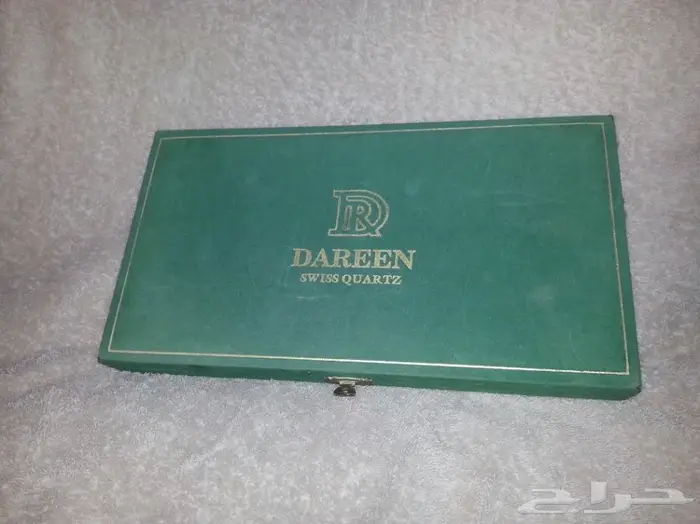 DR
DAREEN
SWISS QUARTZ
حراج